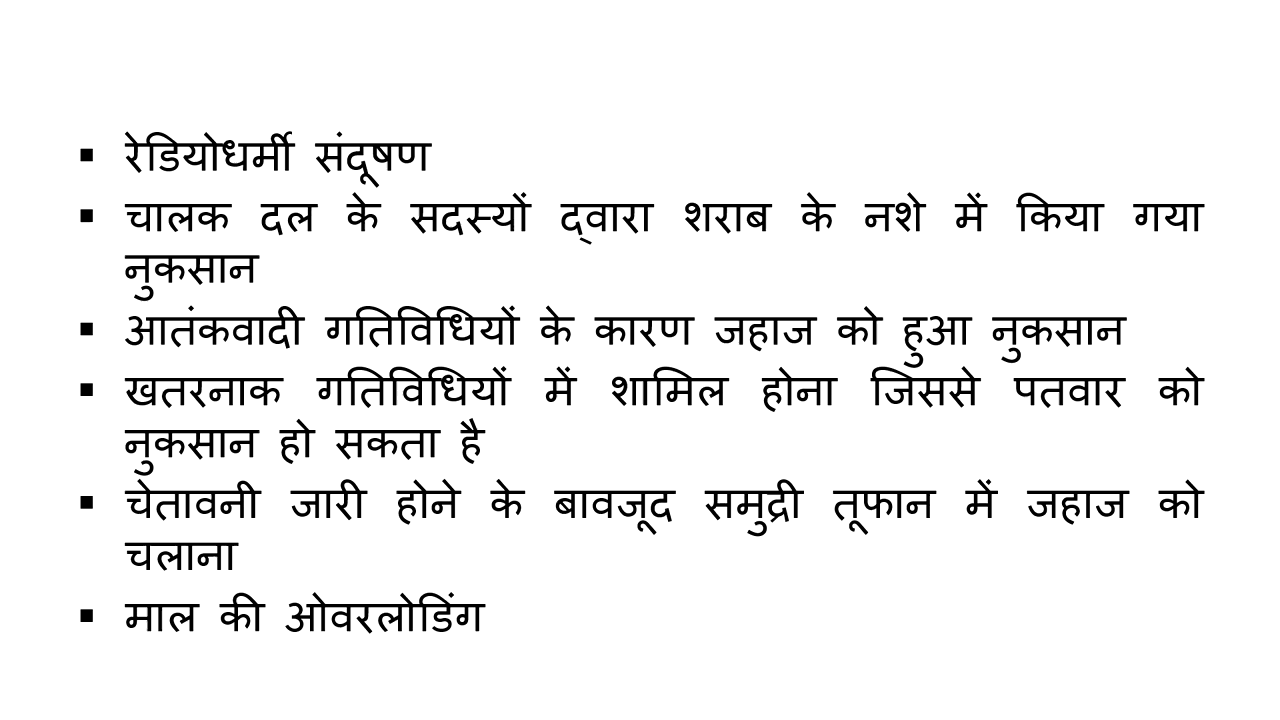 ▪ रेडियोधर्मी संदूषण
▪ चालक दल के सदस्यों द्वारा शराब के नशे में किया गया
नुकसान
▪ आतंकवादी गतिविधियों के कारण जहाज को हुआ नुकसान
▪ खतरनाक गतिविधियों में शामिल होना जिससे पतवार को
नुकसान हो सकता है
▪ चेतावनी जारी होने के बावजूद समुद्री तूफान में जहाज को
चलाना
▪ माल की ओवरलोडिंग